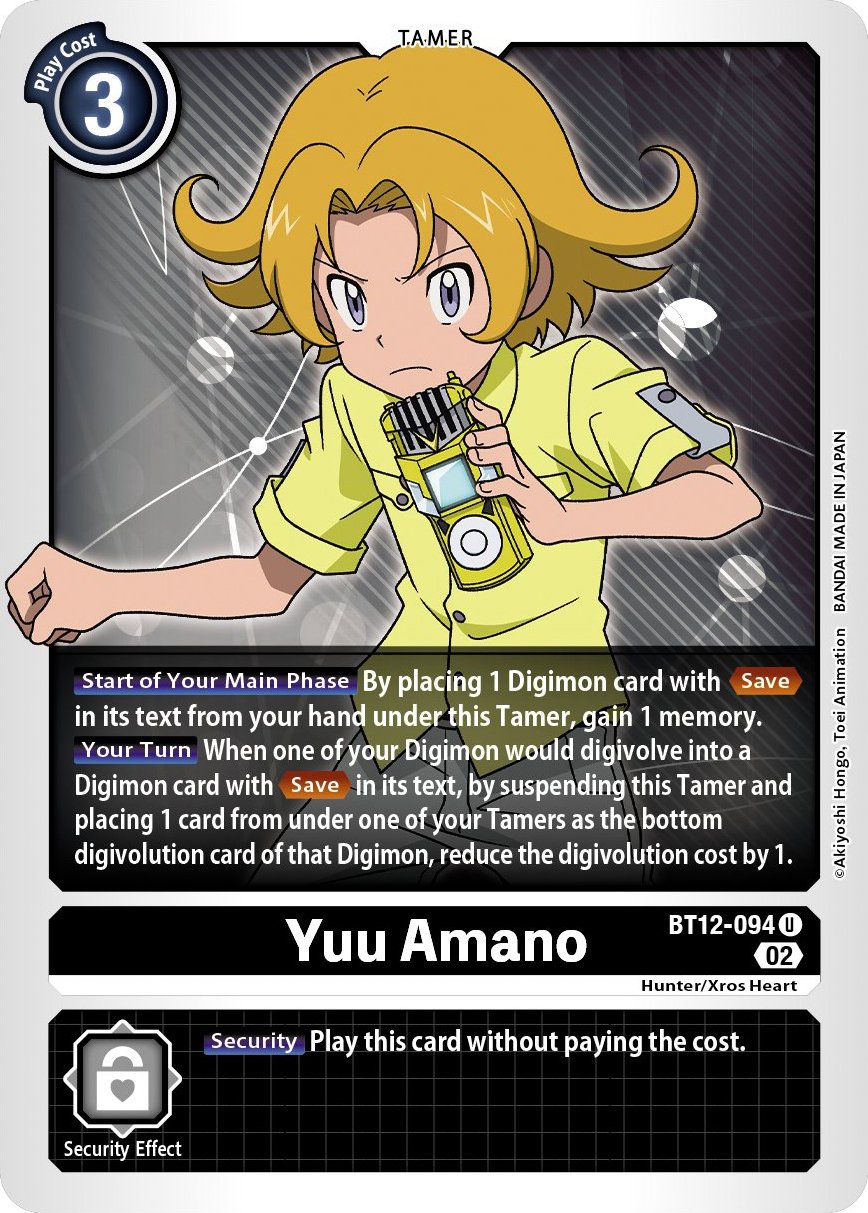 TAMER
Play Cost
3
Start of Your Main Phase By placing 1 Digimon card with Save
in its text from your hand under this Tamer, gain 1 memory.
Your Turn When one of your Digimon would digivolve into a
Digimon card with Save in its text, by suspending this Tamer and
placing 1 card from under one of your Tamers as the bottom
digivolution card of that Digimon, reduce the digivolution cost by 1.
©Akiyoshi Hongo, Toei Animation BANDAI MADE IN JAPAN
Yuu Amano
BT12-094 U
02
Hunter/Xros Heart
Security Play this card without paying the cost.
Security Effect